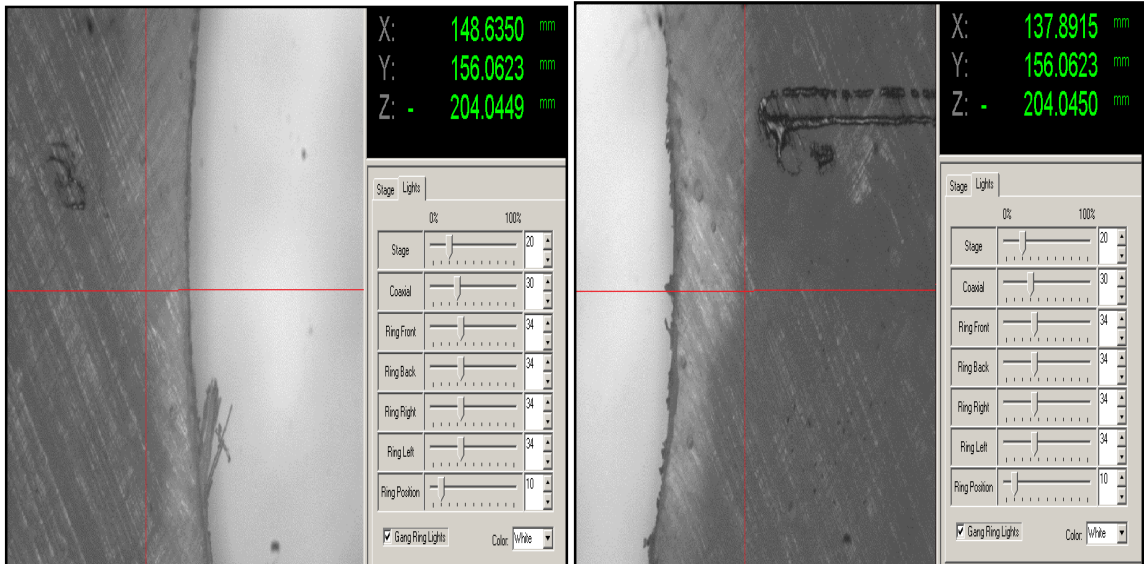 X: 148.6350 mm
Y: 156.0623 mm
Z: - 204.0449 mm
Stage Lights
0% 100%
Stage 20
Coaxial 30
Ring Front 34
Ring Back 34
Ring Right 34
Ring Left 34
Ring Position 10
Gang Ring Lights Color: White
X: 137.8915 mm
Y: 156.0623 mm
Z: - 204.0450 mm
Stage Lights
0% 100%
Stage 20
Coaxial 30
Ring Front 34
Ring Back 34
Ring Right 34
Ring Left 34
Ring Position 10
Gang Ring Lights Color: White